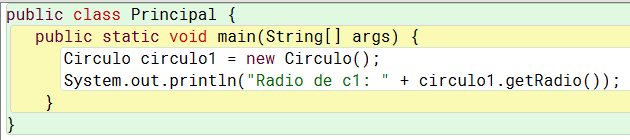 public class Principal {
public static void main(String[] args) {
Circulo circulo1 = new Circulo();
System.out.println("Radio de c1: " + circulo1.getRadio());
}
}